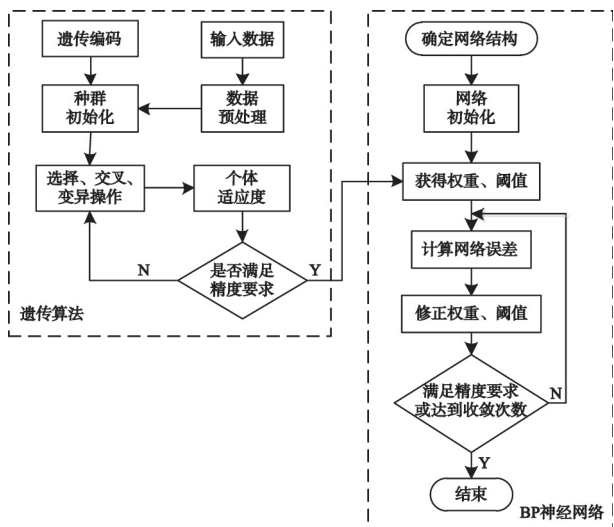 遗传编码
输入数据
种群
初始化
数据
预处理
选择、交叉、
变异操作
个体
适应度
N
是否满足
精度要求
Y
遗传算法
确定网络结构
网络
初始化
获得权重、阈值
计算网络误差
修正权重、阈值
满足精度要求
或达到收敛次数
N
Y
结束
BP神经网络